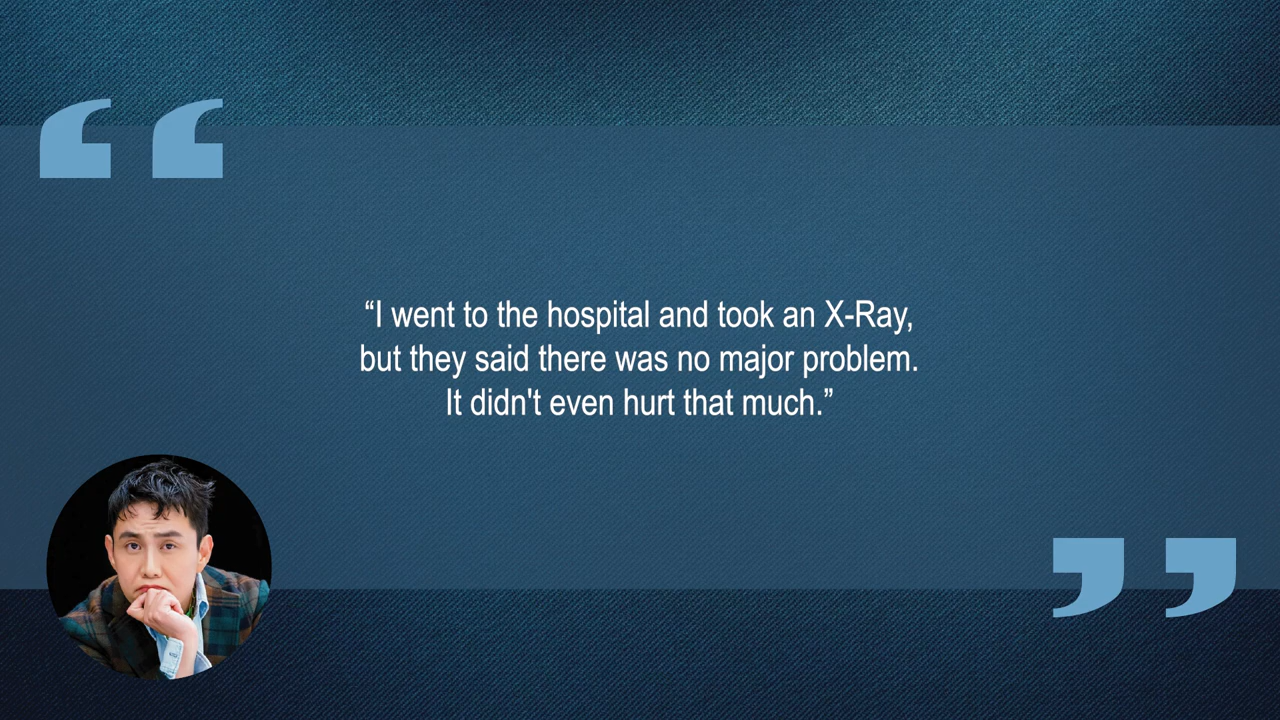 “I went to the hospital and took an X-Ray,
but they said there was no major problem.
It didn't even hurt that much.”